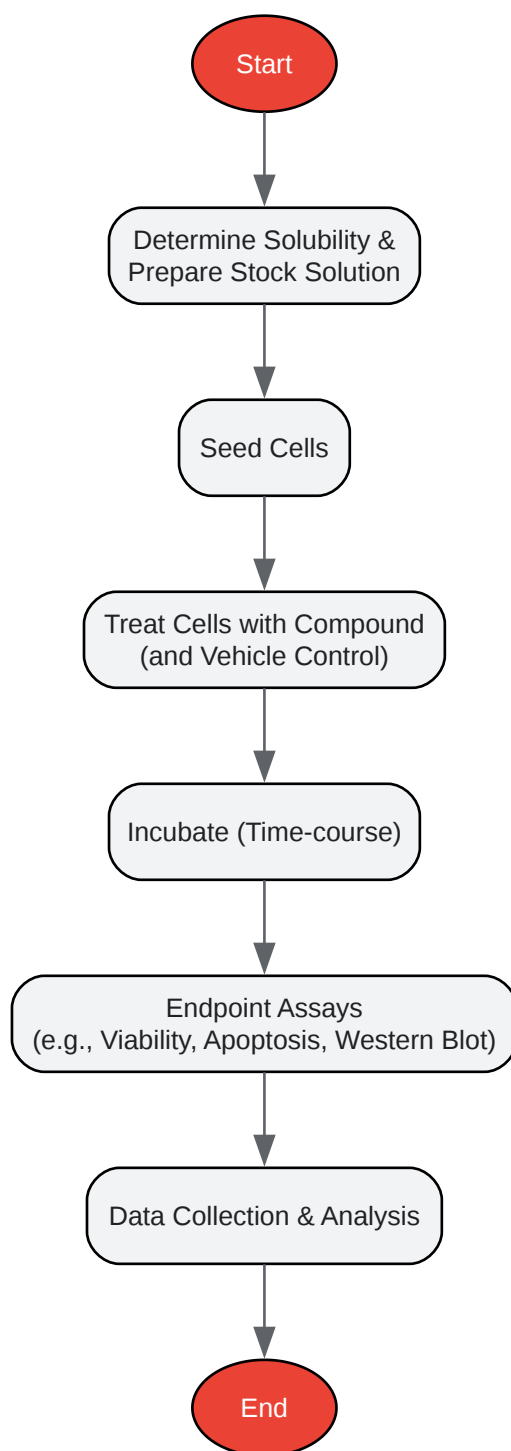 Start
Determine Solubility &
Prepare Stock Solution
Seed Cells
Treat Cells with Compound
(and Vehicle Control)
Incubate (Time-course)
Endpoint Assays
(e.g., Viability, Apoptosis, Western Blot)
Data Collection & Analysis
End